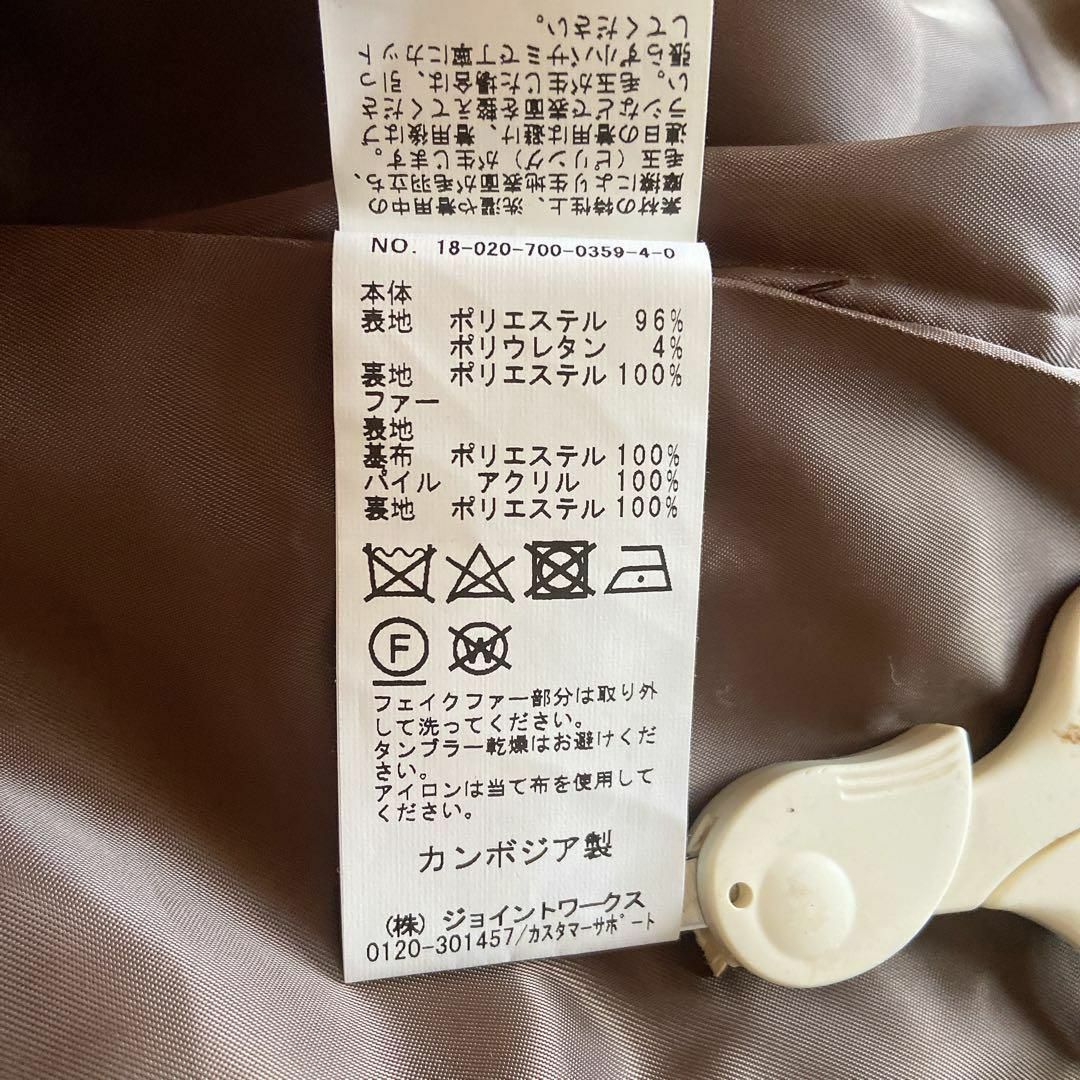 素材の特性上、洗濯や着用中の
摩擦により生地表面が毛羽立ち、
毛玉（ピリング）が生じます。
連日の着用は避け、着用後はブ
ラシなどで表面を整えてくださ
い。毛玉が生じた場合は、引っ
張らず小バサミで丁寧にカット
してください。
NO. 18-020-700-0359-4-0
本体
表地 ポリエステル 96%
ポリウレタン 4%
裏地 ポリエステル 100%
ファー
表地
基布 ポリエステル 100%
パイル アクリル 100%
裏地 ポリエステル 100%
F W
フェイクファー部分は取り外
して洗ってください。
タンブラー乾燥はお避けくだ
さい。
アイロンは当て布を使用して
ください。
カンボジア製
(株) ジョイントワークス
0120-301457/カスタマーサポート